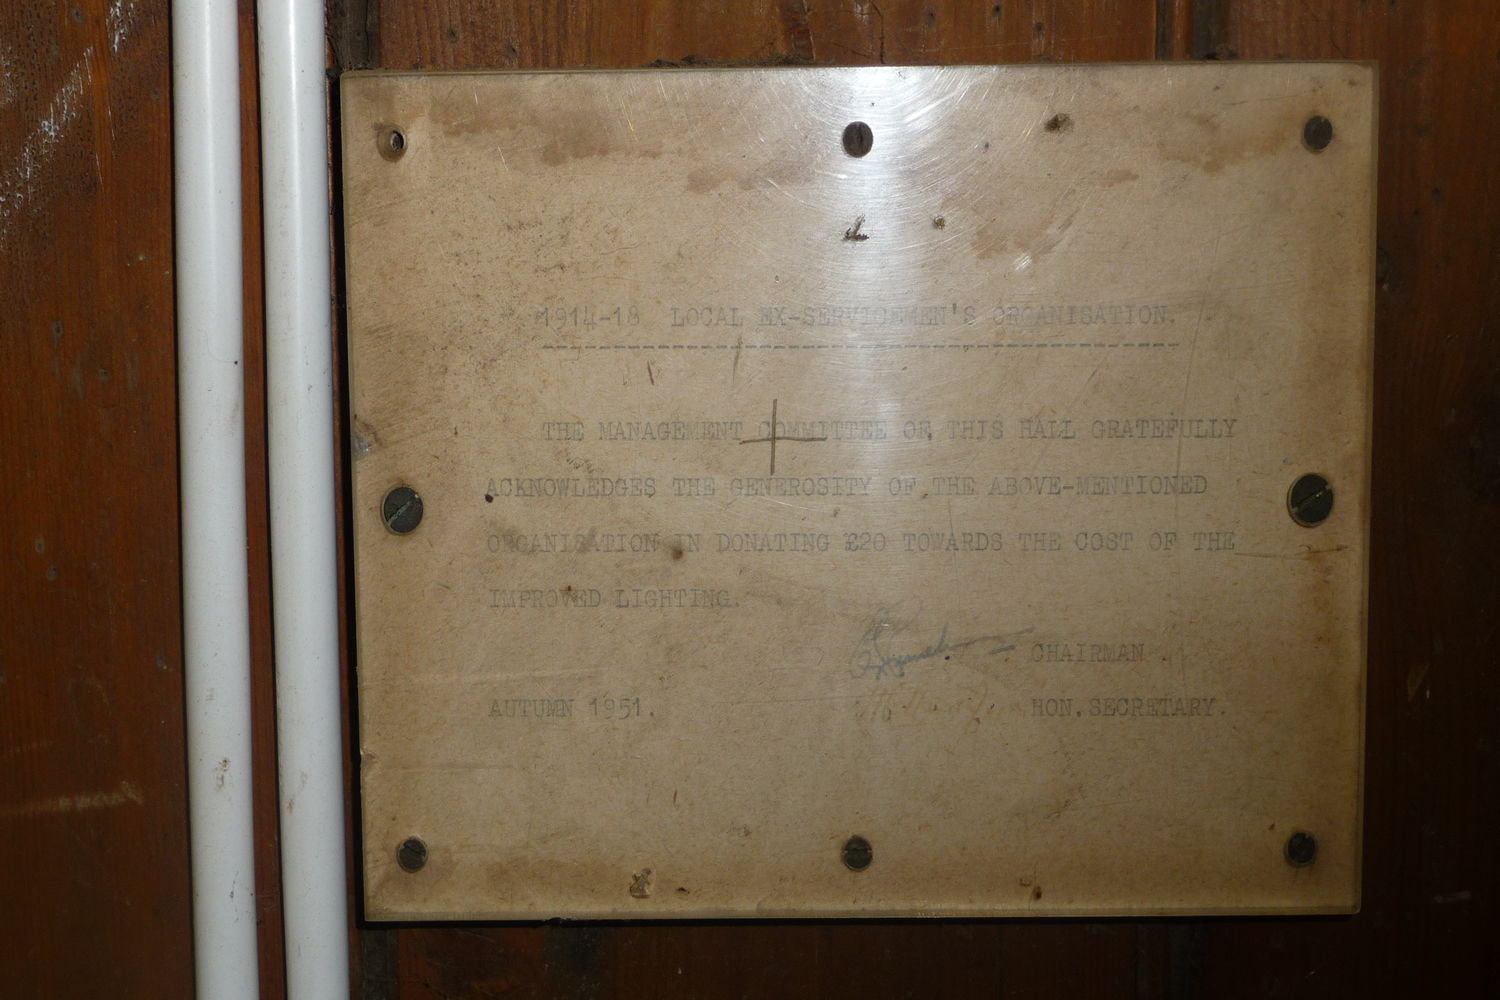 1914-18 LOCAL EX-SERVICEMEN'S ORGANISATION.
THE MANAGEMENT COMMITTEE OF THIS HALL GRATEFULLY
ACKNOWLEDGES THE GENEROSITY OF THE ABOVE-MENTIONED
ORGANISATION IN DONATING £20 TOWARDS THE COST OF THE
IMPROVED LIGHTING.
CHAIRMAN.
AUTUMN 1951. HON. SECRETARY.